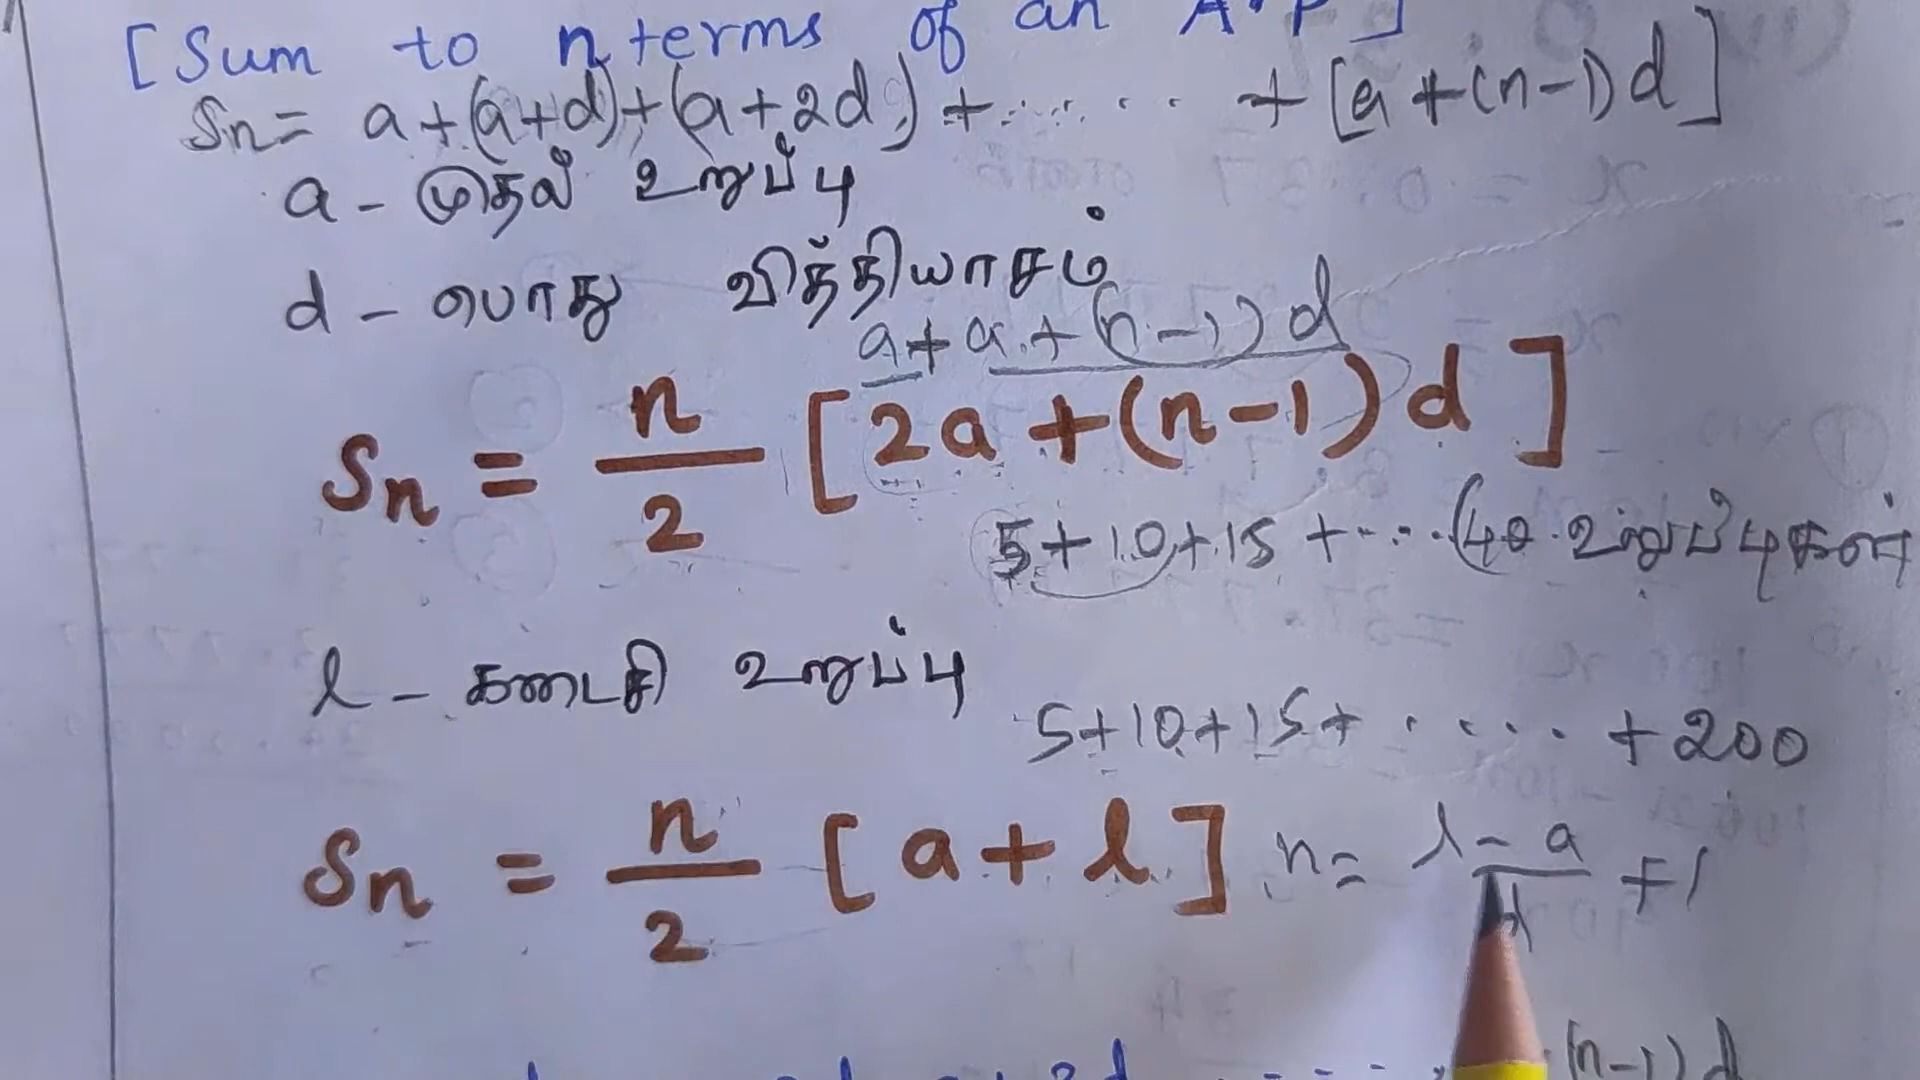 [Sum to n terms of an A.P]
Sn = a+(a+d)+(a+2d)+...... + [a+(n-1)d]
a - முதல் உறுப்பு
d - பொது வித்தியாசம்
a+a+(n-1)d
Sn = n/2 [2a+(n-1)d]
5+10+15+....(40 உறுப்புகள்
l - கடைசி உறுப்பு
5+10+15+.....+200
Sn = n/2 [a+l] n = l-a/d +1
(n-1)d